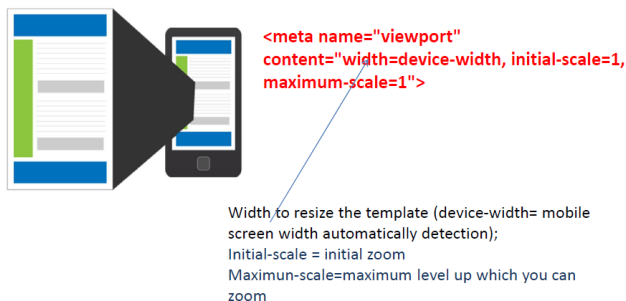 <meta name="viewport"
content="width=device-width, initial-scale=1,
maximum-scale=1">
Width to resize the template (device-width= mobile
screen width automatically detection);
Initial-scale = initial zoom
Maximun-scale=maximum level up which you can
zoom